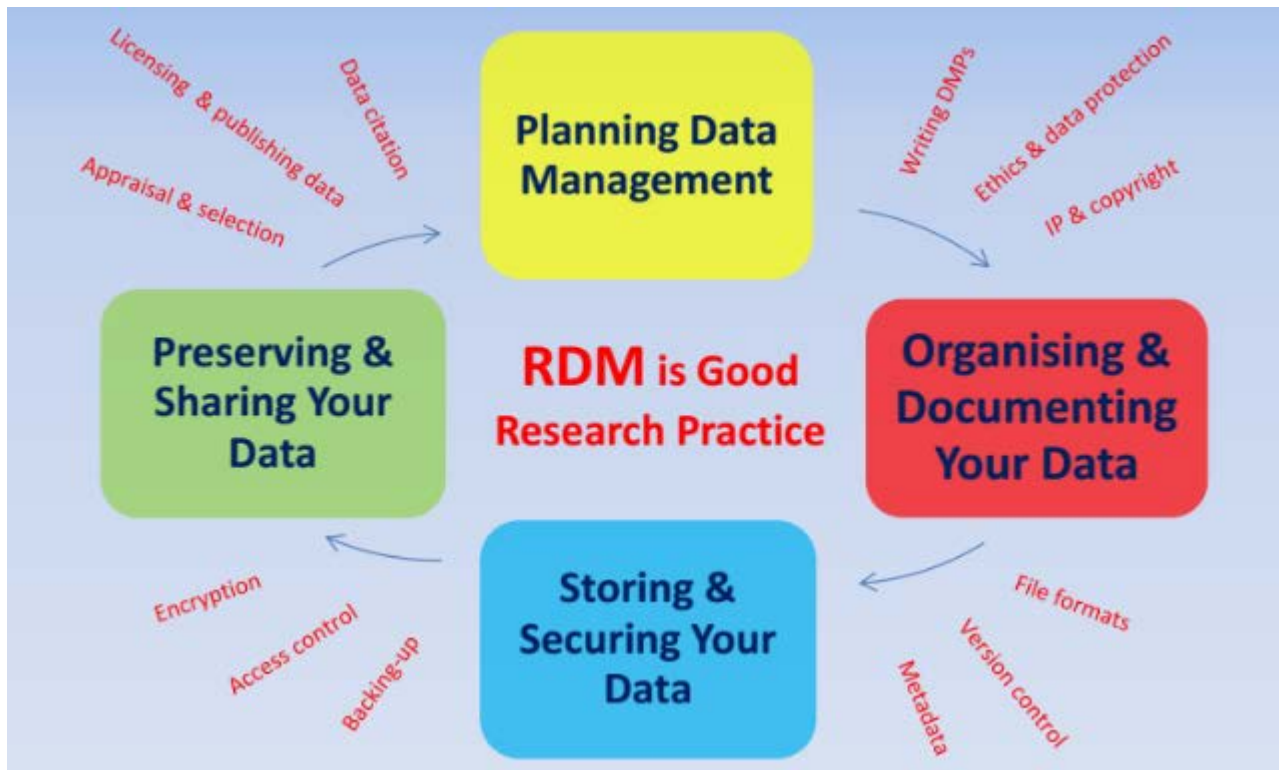 Licensing & publishing data
Data citation
Appraisal & selection
Planning Data
Management
Writing DMPs
Ethics & data protection
IP & copyright
Preserving &
Sharing Your
Data
RDM is Good
Research Practice
Organising &
Documenting
Your Data
Encryption
Access control
Backing-up
Storing &
Securing Your
Data
File formats
Version control
Metadata